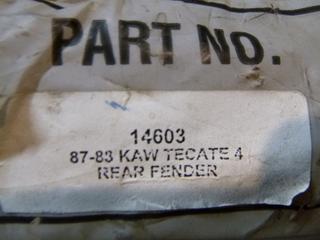 PART NO.
14603
87-83 KAW TECATE 4
REAR FENDER